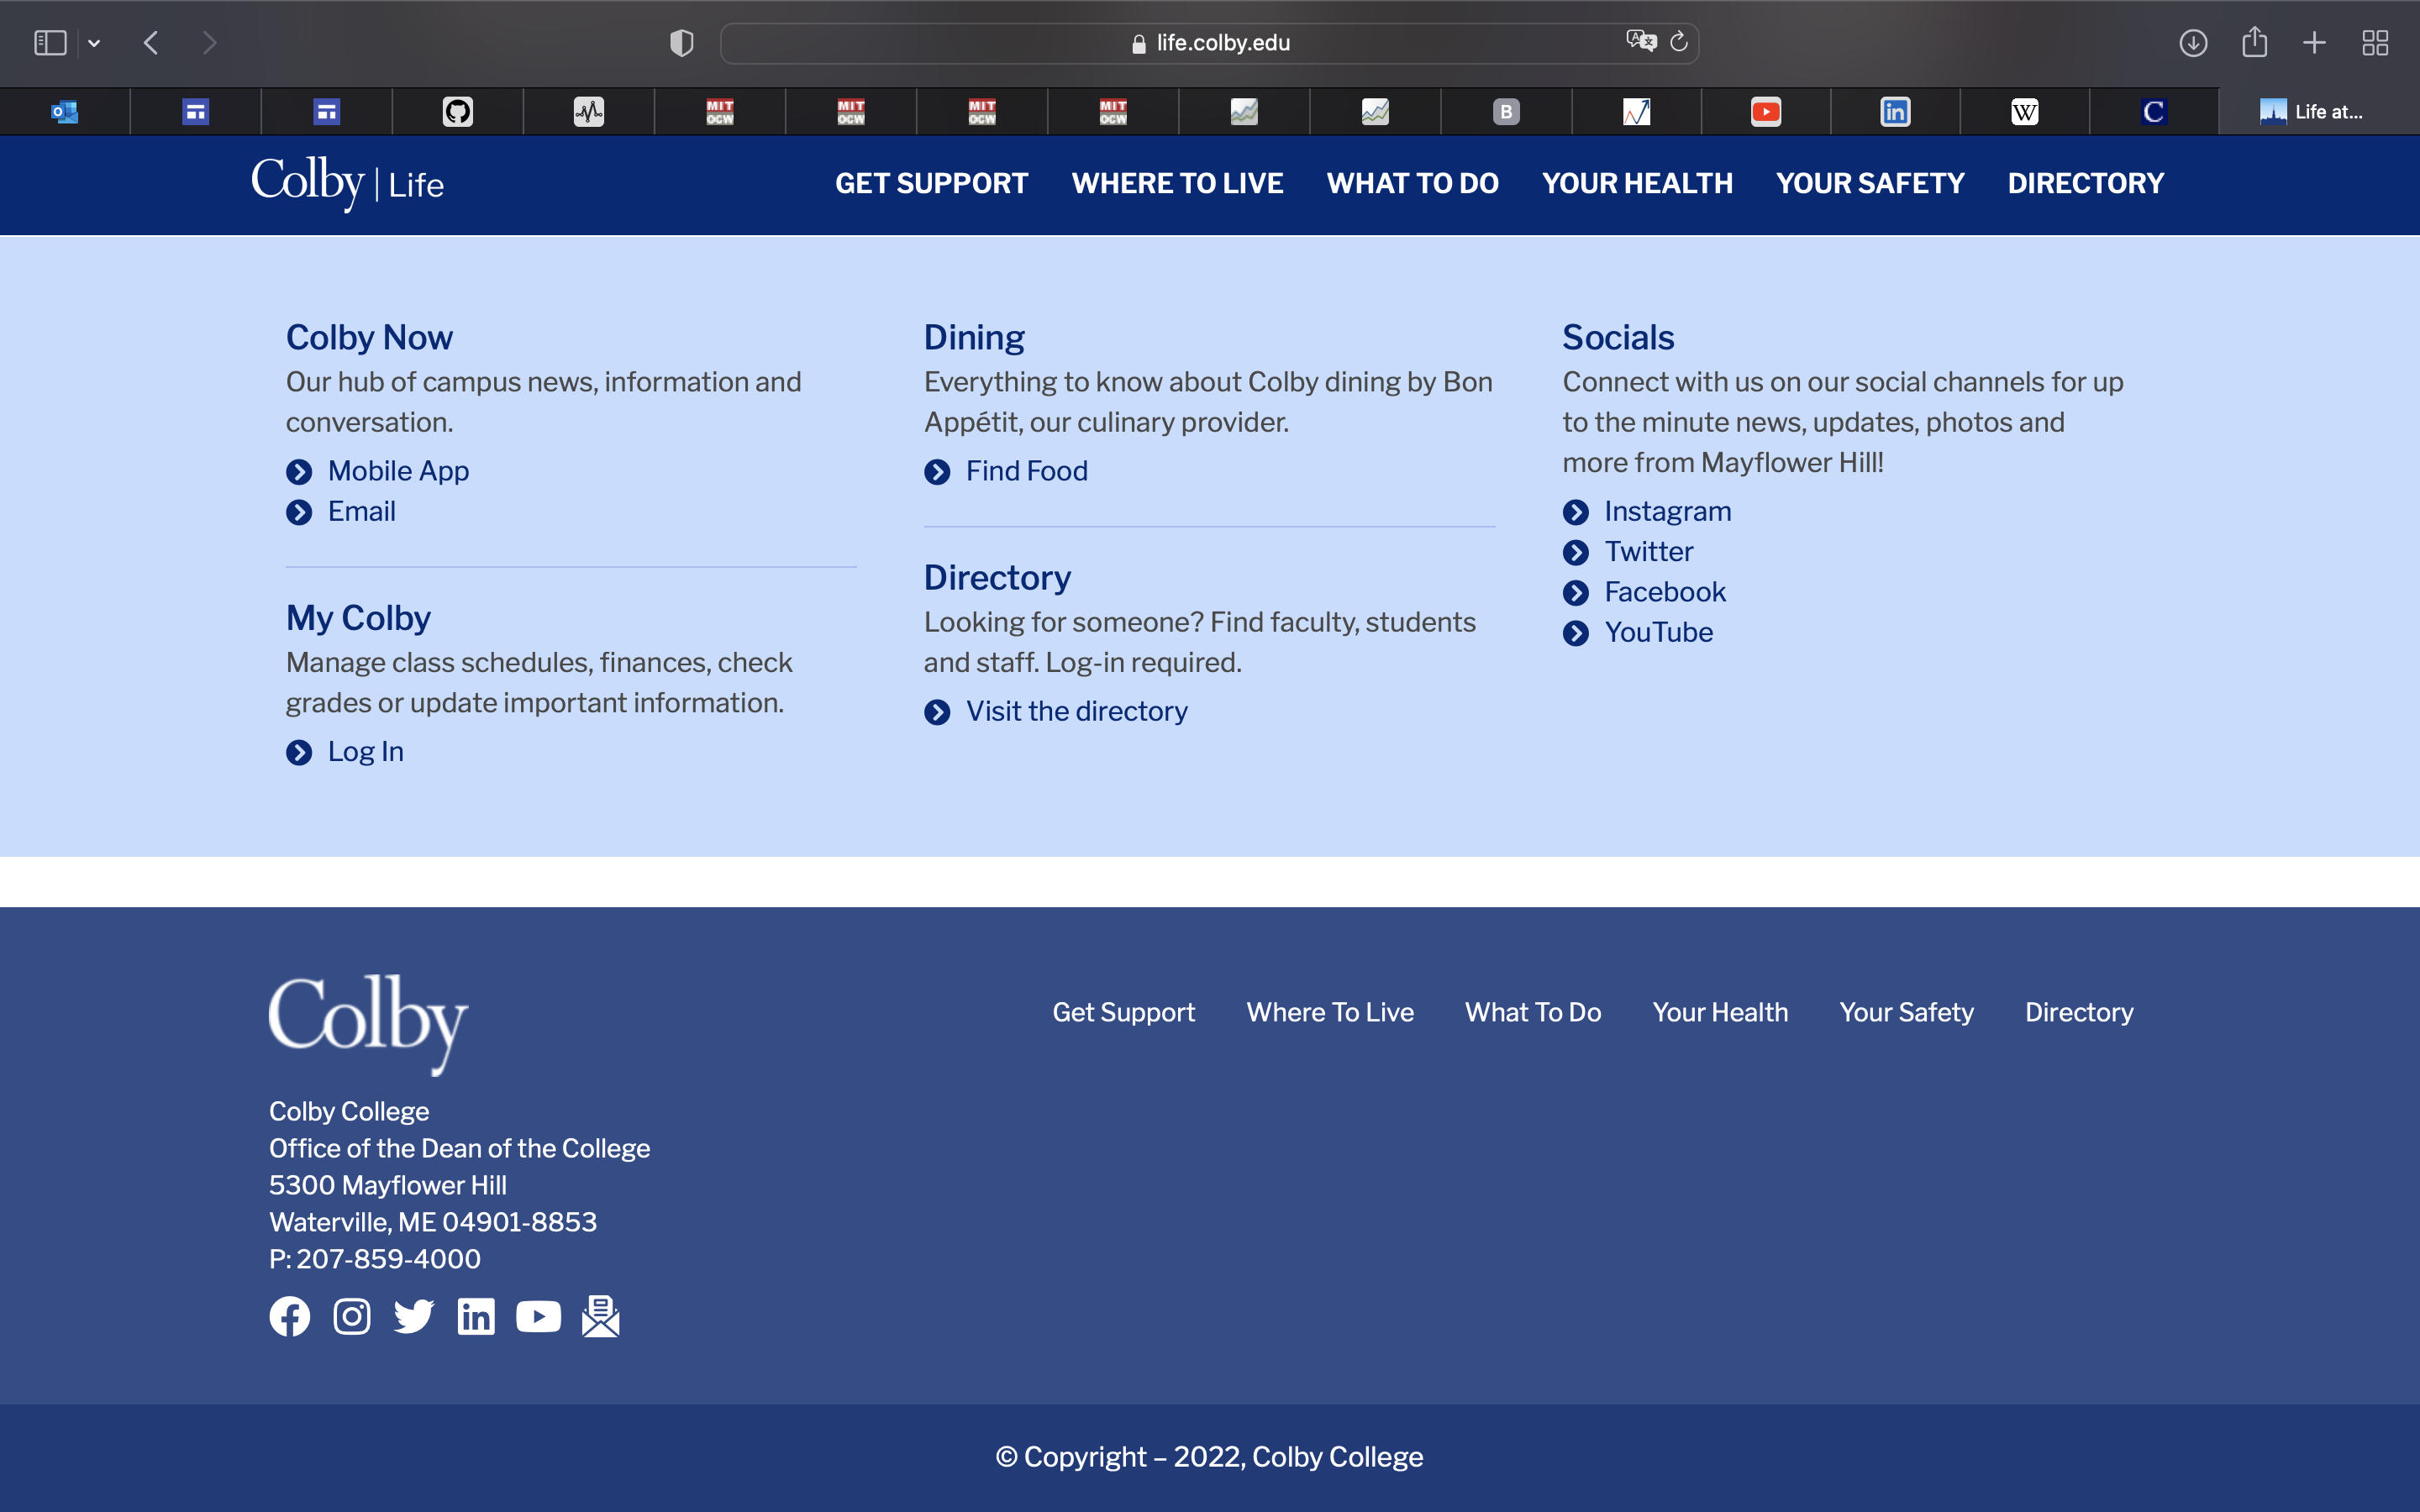 life.colby.edu
MIT OCW
MIT OCW
MIT OCW
MIT OCW
B
in
W
C
Life at...
Colby | Life
GET SUPPORT
WHERE TO LIVE
WHAT TO DO
YOUR HEALTH
YOUR SAFETY
DIRECTORY
Colby Now
Our hub of campus news, information and
conversation.
Mobile App
Email
My Colby
Manage class schedules, finances, check
grades or update important information.
Log In
Dining
Everything to know about Colby dining by Bon
Appétit, our culinary provider.
Find Food
Directory
Looking for someone? Find faculty, students
and staff. Log-in required.
Visit the directory
Socials
Connect with us on our social channels for up
to the minute news, updates, photos and
more from Mayflower Hill!
Instagram
Twitter
Facebook
YouTube
Colby
Get Support
Where To Live
What To Do
Your Health
Your Safety
Directory
Colby College
Office of the Dean of the College
5300 Mayflower Hill
Waterville, ME 04901-8853
P: 207-859-4000
in
© Copyright – 2022, Colby College